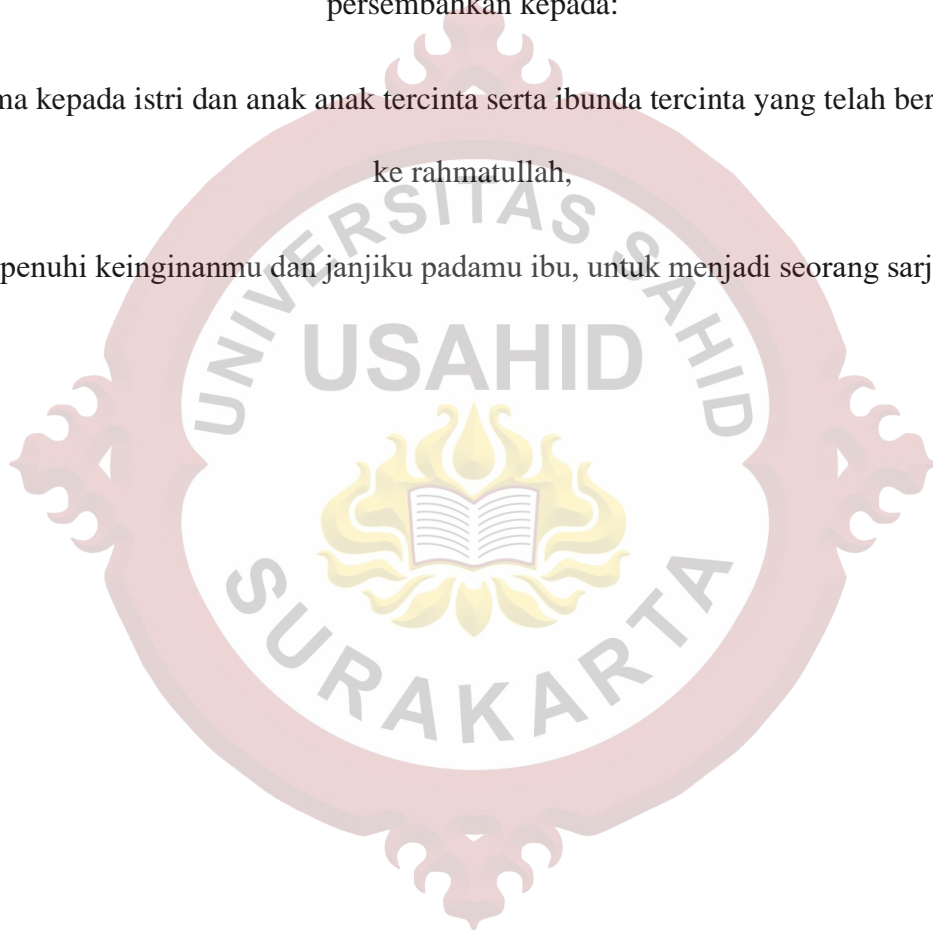 persembahkan kepada:
ma kepada istri dan anak anak tercinta serta ibunda tercinta yang telah ber
ke rahmatullah,
penuhi keinginanmu dan janjiku padamu ibu, untuk menjadi seorang sarj
UNIVERSITAS SAHID
USAHID
SURAKARTA